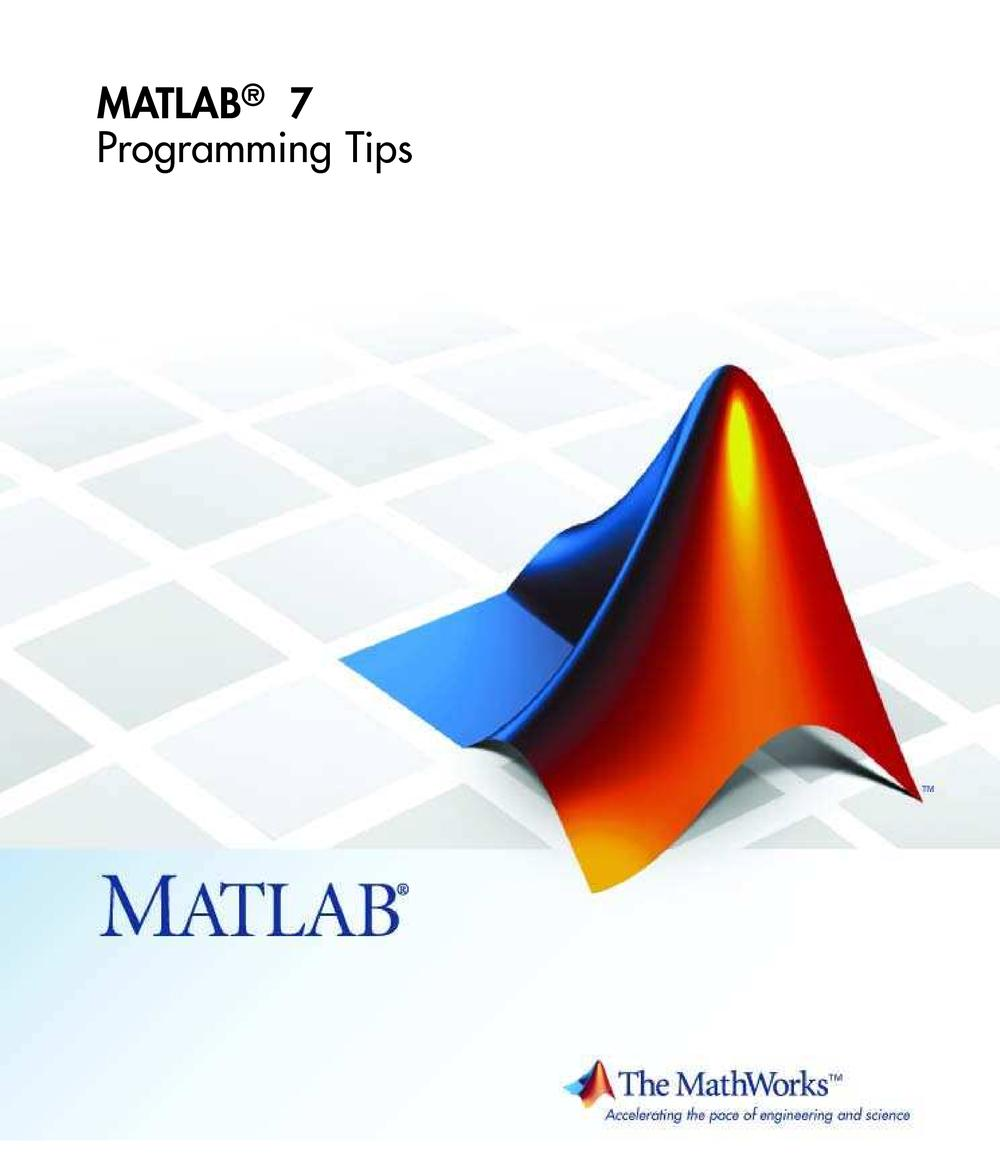 MATLAB® 7
Programming Tips
TM
MATLAB®
The MathWorks™
Accelerating the pace of engineering and science